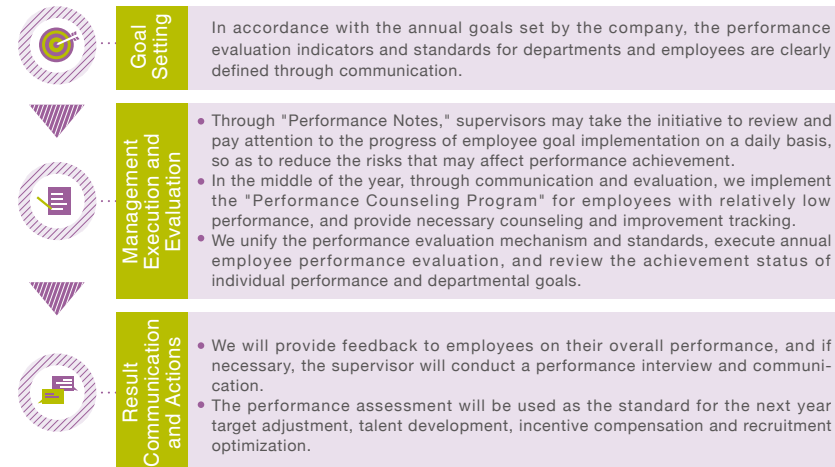 Goal
Setting
In accordance with the annual goals set by the company, the performance
evaluation indicators and standards for departments and employees are clearly
defined through communication.
Management
Execution and
Evaluation
• Through "Performance Notes," supervisors may take the initiative to review and
pay attention to the progress of employee goal implementation on a daily basis,
so as to reduce the risks that may affect performance achievement.
• In the middle of the year, through communication and evaluation, we implement
the "Performance Counseling Program" for employees with relatively low
performance, and provide necessary counseling and improvement tracking.
• We unify the performance evaluation mechanism and standards, execute annual
employee performance evaluation, and review the achievement status of
individual performance and departmental goals.
Result
Communication
and Actions
• We will provide feedback to employees on their overall performance, and if
necessary, the supervisor will conduct a performance interview and communi-
cation.
• The performance assessment will be used as the standard for the next year
target adjustment, talent development, incentive compensation and recruitment
optimization.